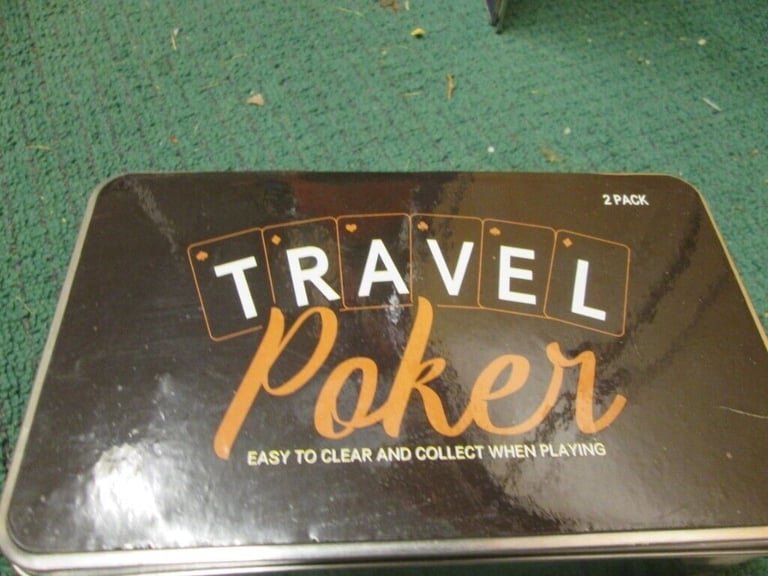 2 PACK
TRAVEL
Poker
EASY TO CLEAR AND COLLECT WHEN PLAYING